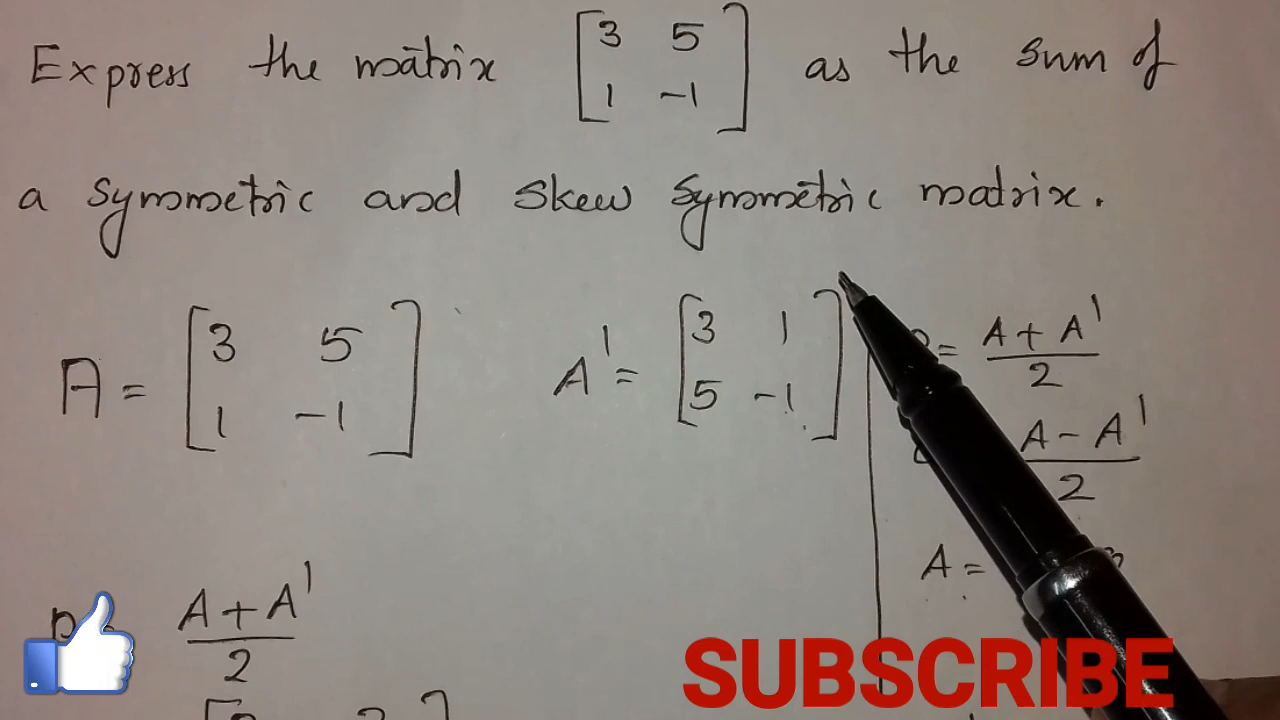 Express the matrix [3 5
1 -1] as the sum of
a symmetric and skew symmetric matrix.
A = [3 5
1 -1]
A' = [3 1
5 -1]
= A + A'
2
A - A'
2
A =
A + A'
2
SUBSCRIBE